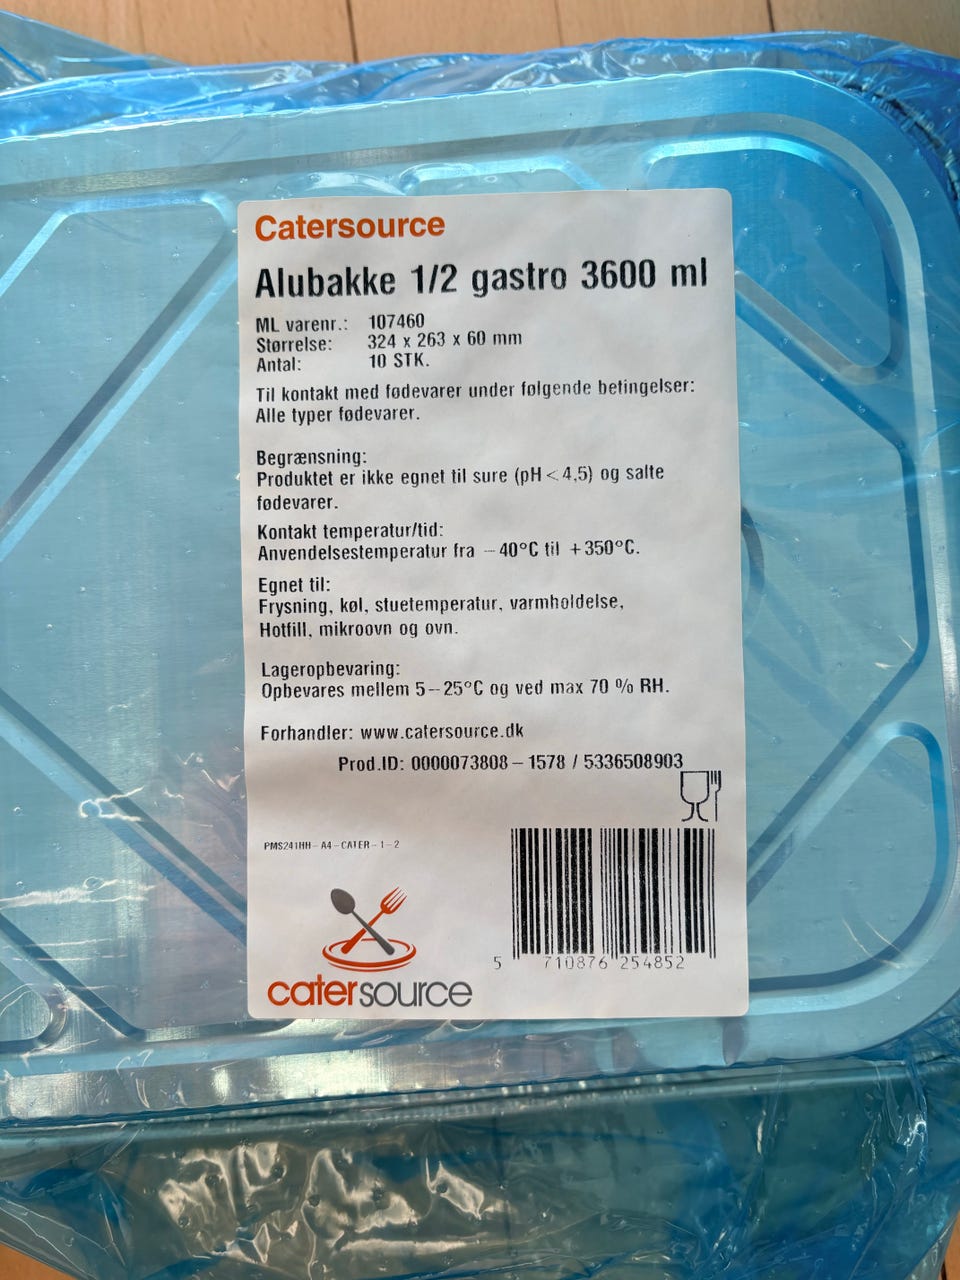 Catersource
Alubakke 1/2 gastro 3600 ml
ML varenr.: 107460
Størrelse: 324 x 263 x 60 mm
Antal: 10 STK.
Til kontakt med fødevarer under følgende betingelser:
Alle typer fødevarer.
Begrænsning:
Produktet er ikke egnet til sure (pH < 4,5) og salte
fødevarer.
Kontakt temperatur/tid:
Anvendelsestemperatur fra –40°C til +350°C.
Egnet til:
Frysning, køl, stuetemperatur, varmholdelse,
Hotfill, mikroovn og ovn.
Lageropbevaring:
Opbevares mellem 5–25°C og ved max 70 % RH.
Forhandler: www.catersource.dk
Prod.ID: 0000073808–1578 / 5336508903
PMS241HH–A4–CATER–1–2
5 710876 254852
catersource